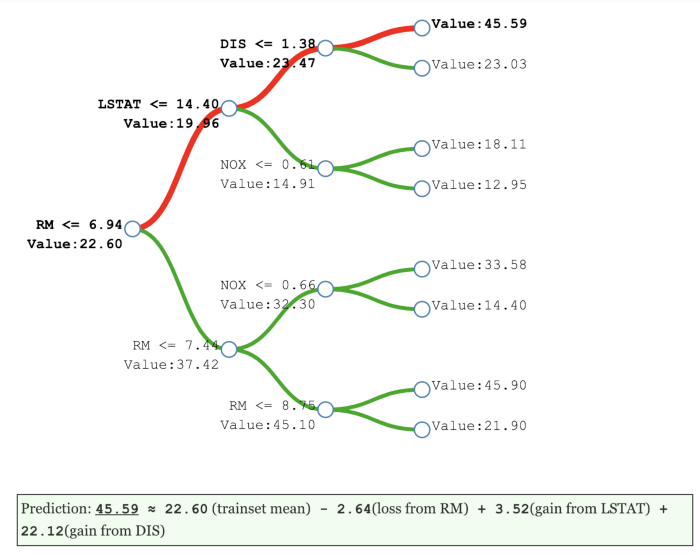 Value:45.59
DIS <= 1.38
Value:23.47
Value:23.03
LSTAT <= 14.40
Value:19.96
Value:18.11
NOX <= 0.61
Value:14.91
Value:12.95
RM <= 6.94
Value:22.60
Value:33.58
NOX <= 0.66
Value:32.30
Value:14.40
RM <= 7.44
Value:37.42
Value:45.90
RM <= 8.75
Value:45.10
Value:21.90
Prediction: 45.59 ≈ 22.60 (trainset mean) - 2.64(loss from RM) + 3.52(gain from LSTAT) +
22.12(gain from DIS)